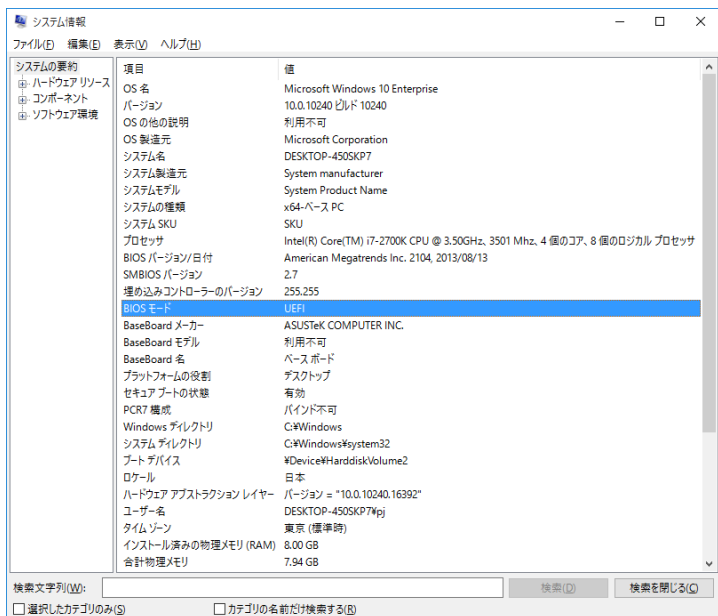 システム情報
ファイル(F) 編集(E) 表示(V) ヘルプ(H)
システムの要約
ハードウェア リソース
コンポーネント
ソフトウェア環境
項目 値
OS 名 Microsoft Windows 10 Enterprise
バージョン 10.0.10240 ビルド 10240
OS の他の説明 利用不可
OS 製造元 Microsoft Corporation
システム名 DESKTOP-450SKP7
システム製造元 System manufacturer
システムモデル System Product Name
システムの種類 x64-ベース PC
システム SKU SKU
プロセッサ Intel(R) Core(TM) i7-2700K CPU @ 3.50GHz、3501 Mhz、4 個のコア、8 個のロジカル プロセッサ
BIOS バージョン/日付 American Megatrends Inc. 2104, 2013/08/13
SMBIOS バージョン 2.7
埋め込みコントローラーのバージョン 255.255
BIOS モード UEFI
BaseBoard メーカー ASUSTeK COMPUTER INC.
BaseBoard モデル 利用不可
BaseBoard 名 ベース ボード
プラットフォームの役割 デスクトップ
セキュア ブートの状態 有効
PCR7 構成 バインド不可
Windows ディレクトリ C:¥Windows
システム ディレクトリ C:¥Windows¥system32
ブート デバイス ¥Device¥HarddiskVolume2
ロケール 日本
ハードウェア アブストラクション レイヤー バージョン = "10.0.10240.16392"
ユーザー名 DESKTOP-450SKP7¥pj
タイム ゾーン 東京 (標準時)
インストール済みの物理メモリ (RAM) 8.00 GB
合計物理メモリ 7.94 GB
検索文字列(W): 検索(D) 検索を閉じる(C)
選択したカテゴリのみ(S) カテゴリの名前だけ検索する(R)